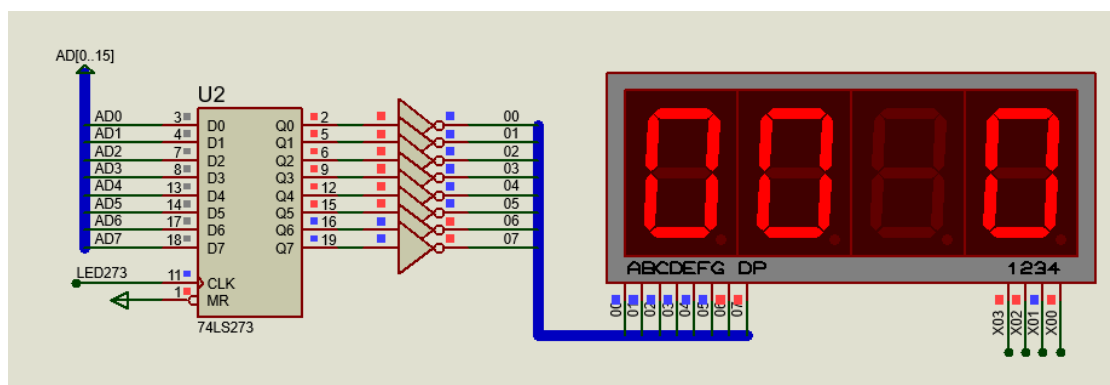 AD[0..15]
U2
AD0 3 D0 Q0 2 00
AD1 4 D1 Q1 5 01
AD2 7 D2 Q2 6 02
AD3 8 D3 Q3 9 03
AD4 13 D4 Q4 12 04
AD5 14 D5 Q5 15 05
AD6 17 D6 Q6 16 06
AD7 18 D7 Q7 19 07
LED273 11 CLK
1 MR
74LS273
00 0
ABCDEFG DP 1234
00 01 02 03 04 05 06 07 X03 X02 X01 X00